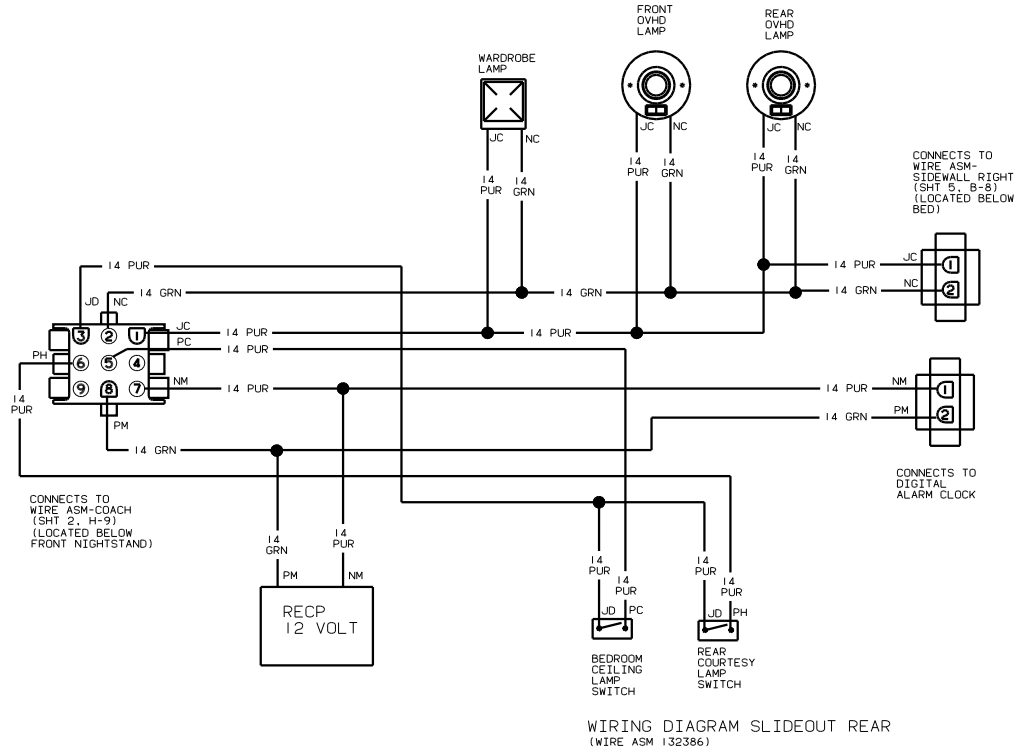 FRONT
OVHD
LAMP
REAR
OVHD
LAMP
WARDROBE
LAMP
JC
NC
JC
NC
JC
NC
14
PUR
14
GRN
14
PUR
14
GRN
14
PUR
14
GRN
CONNECTS TO
WIRE ASM-
SIDEWALL RIGHT
(SHT 5, B-8)
(LOCATED BELOW
BED)
14 PUR
14 PUR
JC
1
JD
NC
14 GRN
14 GRN
14 GRN
NC
2
3
2
1
JC
14 PUR
14 PUR
PC
14 PUR
PH
6
5
4
NM
14 PUR
14 PUR
NM
1
9
8
7
14
PUR
PM
14 GRN
14 GRN
PM
2
CONNECTS TO
DIGITAL
ALARM CLOCK
CONNECTS TO
WIRE ASM-COACH
(SHT 2, H-9)
(LOCATED BELOW
FRONT NIGHTSTAND)
14
GRN
14
PUR
PM
NM
RECP
12 VOLT
14
PUR
14
PUR
JD
PC
14
PUR
14
PUR
JD
PH
BEDROOM
CEILING
LAMP
SWITCH
REAR
COURTESY
LAMP
SWITCH
WIRING DIAGRAM SLIDEOUT REAR
(WIRE ASM 132386)